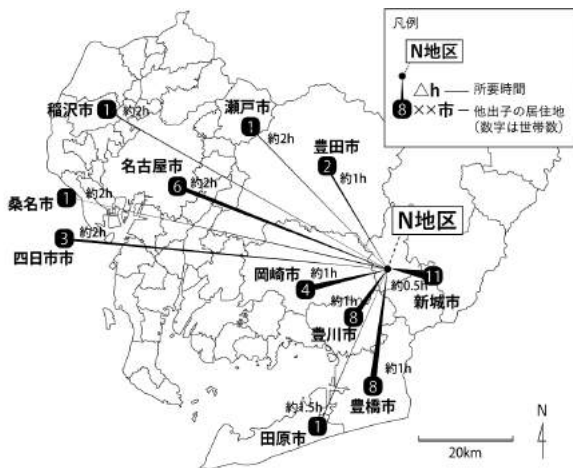 凡例
N地区
△h ― 所要時間
8 ××市 ― 他出子の居住地
(数字は世帯数)
稲沢市 1 約2h
瀬戸市
1 約2h
豊田市
2 約1h
名古屋市
6 約2h
桑名市 1 約2h
3 約2h
四日市市
N地区
岡崎市 約1h
4
11
約0.5h
新城市
約1h
8
豊川市
約1h
8
豊橋市
約1.5h
田原市 1
N
20km